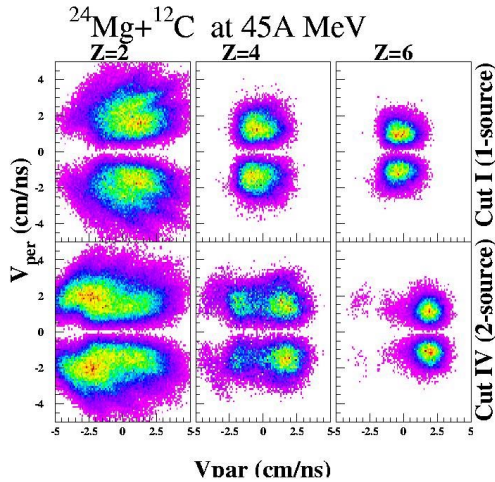 24Mg+12C at 45A MeV
Z=2 Z=4 Z=6
4
2
0
-2
-4
4
2
0
-2
-4
Vper (cm/ns)
Cut I (1-source)
Cut IV (2-source)
-5 -2.5 0 2.5 5 -5 -2.5 0 2.5 5 -5 -2.5 0 2.5 5
Vpar (cm/ns)